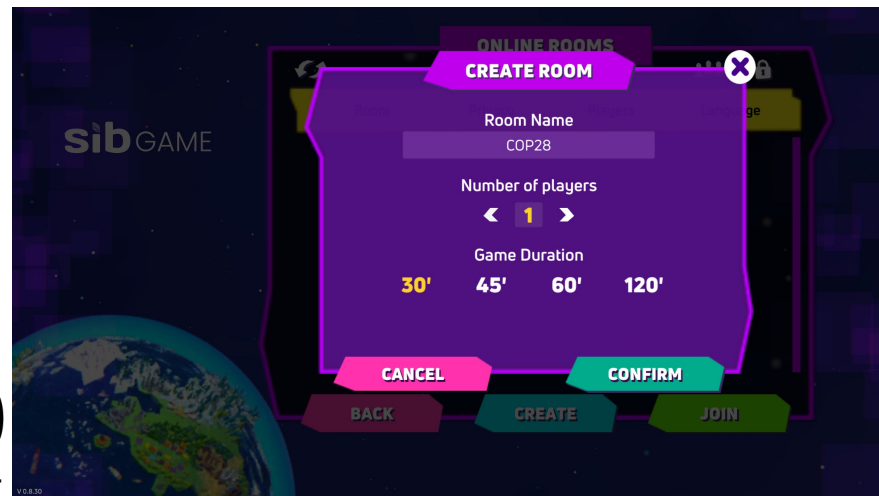 ONLINE ROOMS
CREATE ROOM
Room Name
COP28
sib GAME
Number of players
1
Game Duration
30' 45' 60' 120'
CANCEL CONFIRM
BACK CREATE JOIN
V 0.8.30